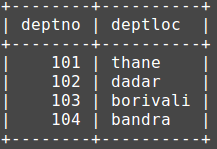 +--------+----------+
| deptno | deptloc  |
+--------+----------+
|    101 | thane    |
|    102 | dadar    |
|    103 | borivali |
|    104 | bandra   |
+--------+----------+